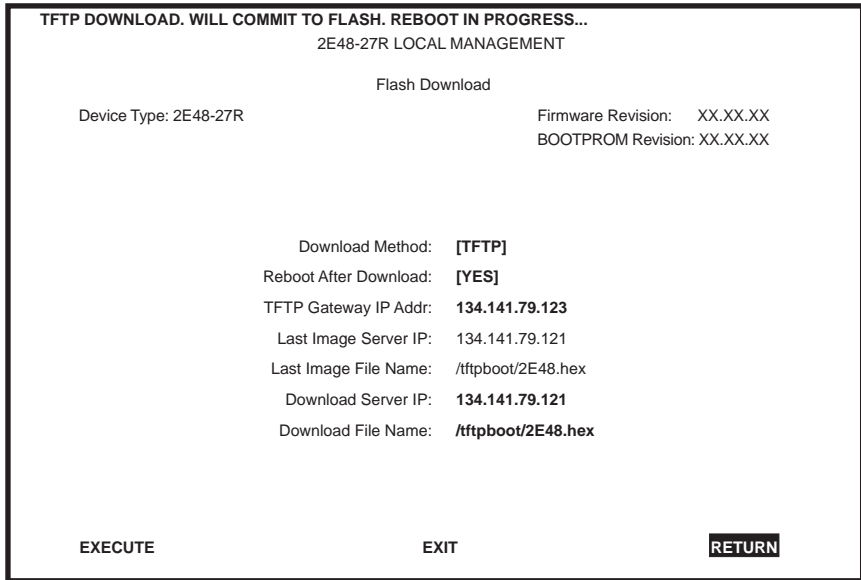 TFTP DOWNLOAD. WILL COMMIT TO FLASH. REBOOT IN PROGRESS...
2E48-27R LOCAL MANAGEMENT
Flash Download
Device Type: 2E48-27R Firmware Revision: XX.XX.XX
BOOTPROM Revision: XX.XX.XX
Download Method: [TFTP]
Reboot After Download: [YES]
TFTP Gateway IP Addr: 134.141.79.123
Last Image Server IP: 134.141.79.121
Last Image File Name: /tftpboot/2E48.hex
Download Server IP: 134.141.79.121
Download File Name: /tftpboot/2E48.hex
EXECUTE EXIT RETURN